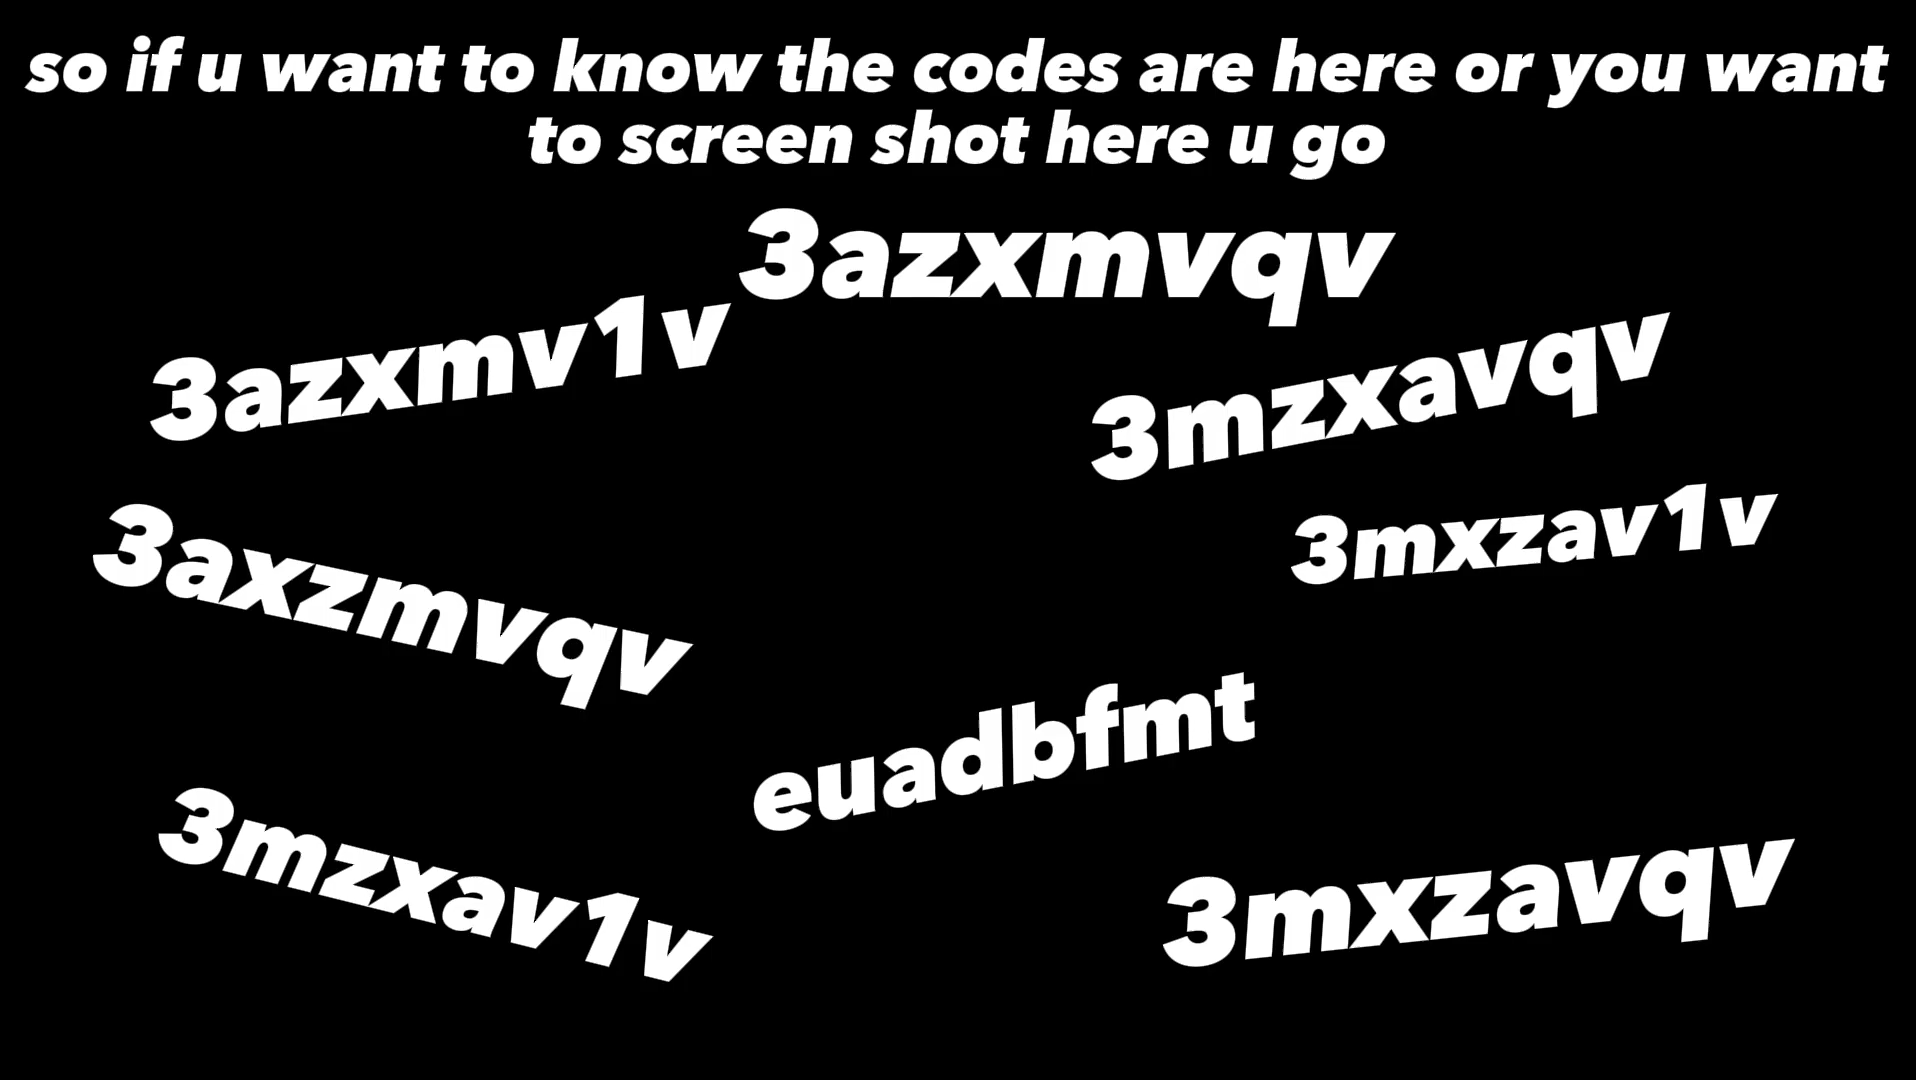 so if u want to know the codes are here or you want
to screen shot here u go
3azxmvqv
3azxmv1v
3mzxavqv
3mxzav1v
3axzmvqv
euadbfmt
3mzxav1v
3mxzavqv